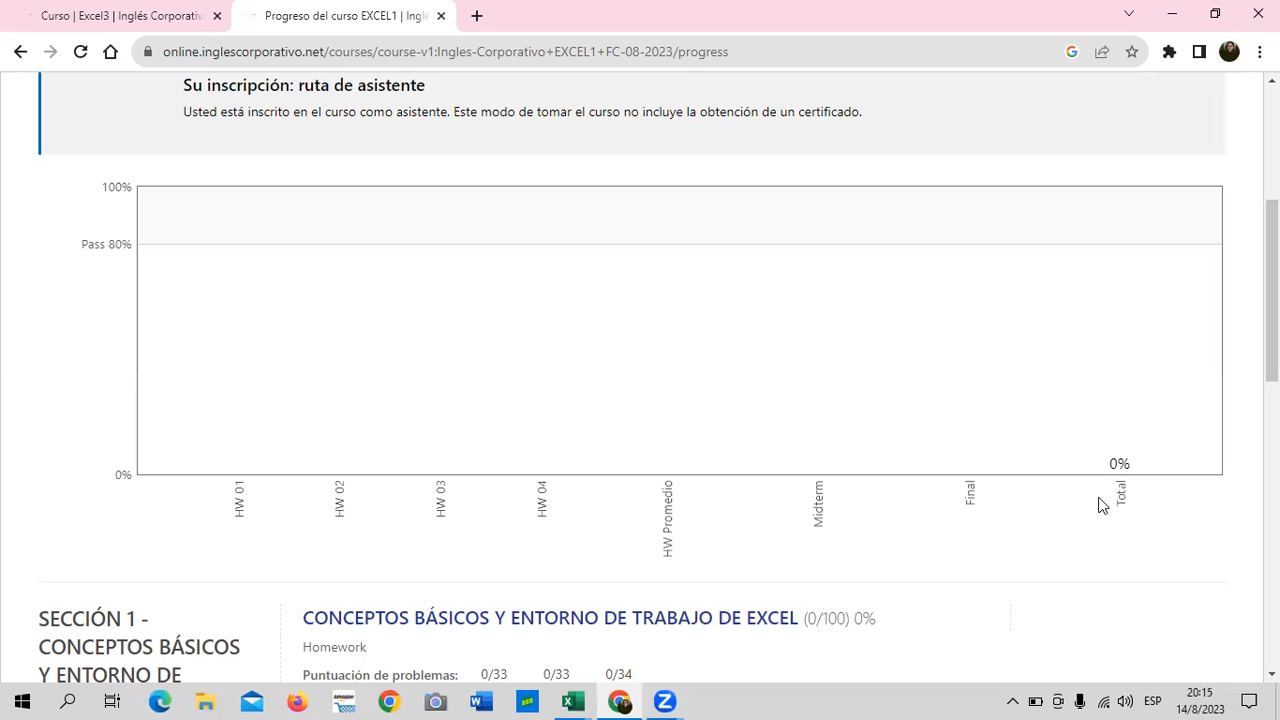 Curso | Excel3 | Inglés Corporativ
Progreso del curso EXCEL1 | Ingl
online.inglescorporativo.net/courses/course-v1:Ingles-Corporativo+EXCEL1+FC-08-2023/progress
Su inscripción: ruta de asistente
Usted está inscrito en el curso como asistente. Este modo de tomar el curso no incluye la obtención de un certificado.
100%
Pass 80%
0%
0%
HW 01
HW 02
HW 03
HW 04
HW Promedio
Midterm
Final
Total
SECCIÓN 1 -
CONCEPTOS BÁSICOS
Y ENTORNO DE
CONCEPTOS BÁSICOS Y ENTORNO DE TRABAJO DE EXCEL (0/100) 0%
Homework
Puntuación de problemas: 0/33 0/33 0/34
ESP
20:15
14/8/2023